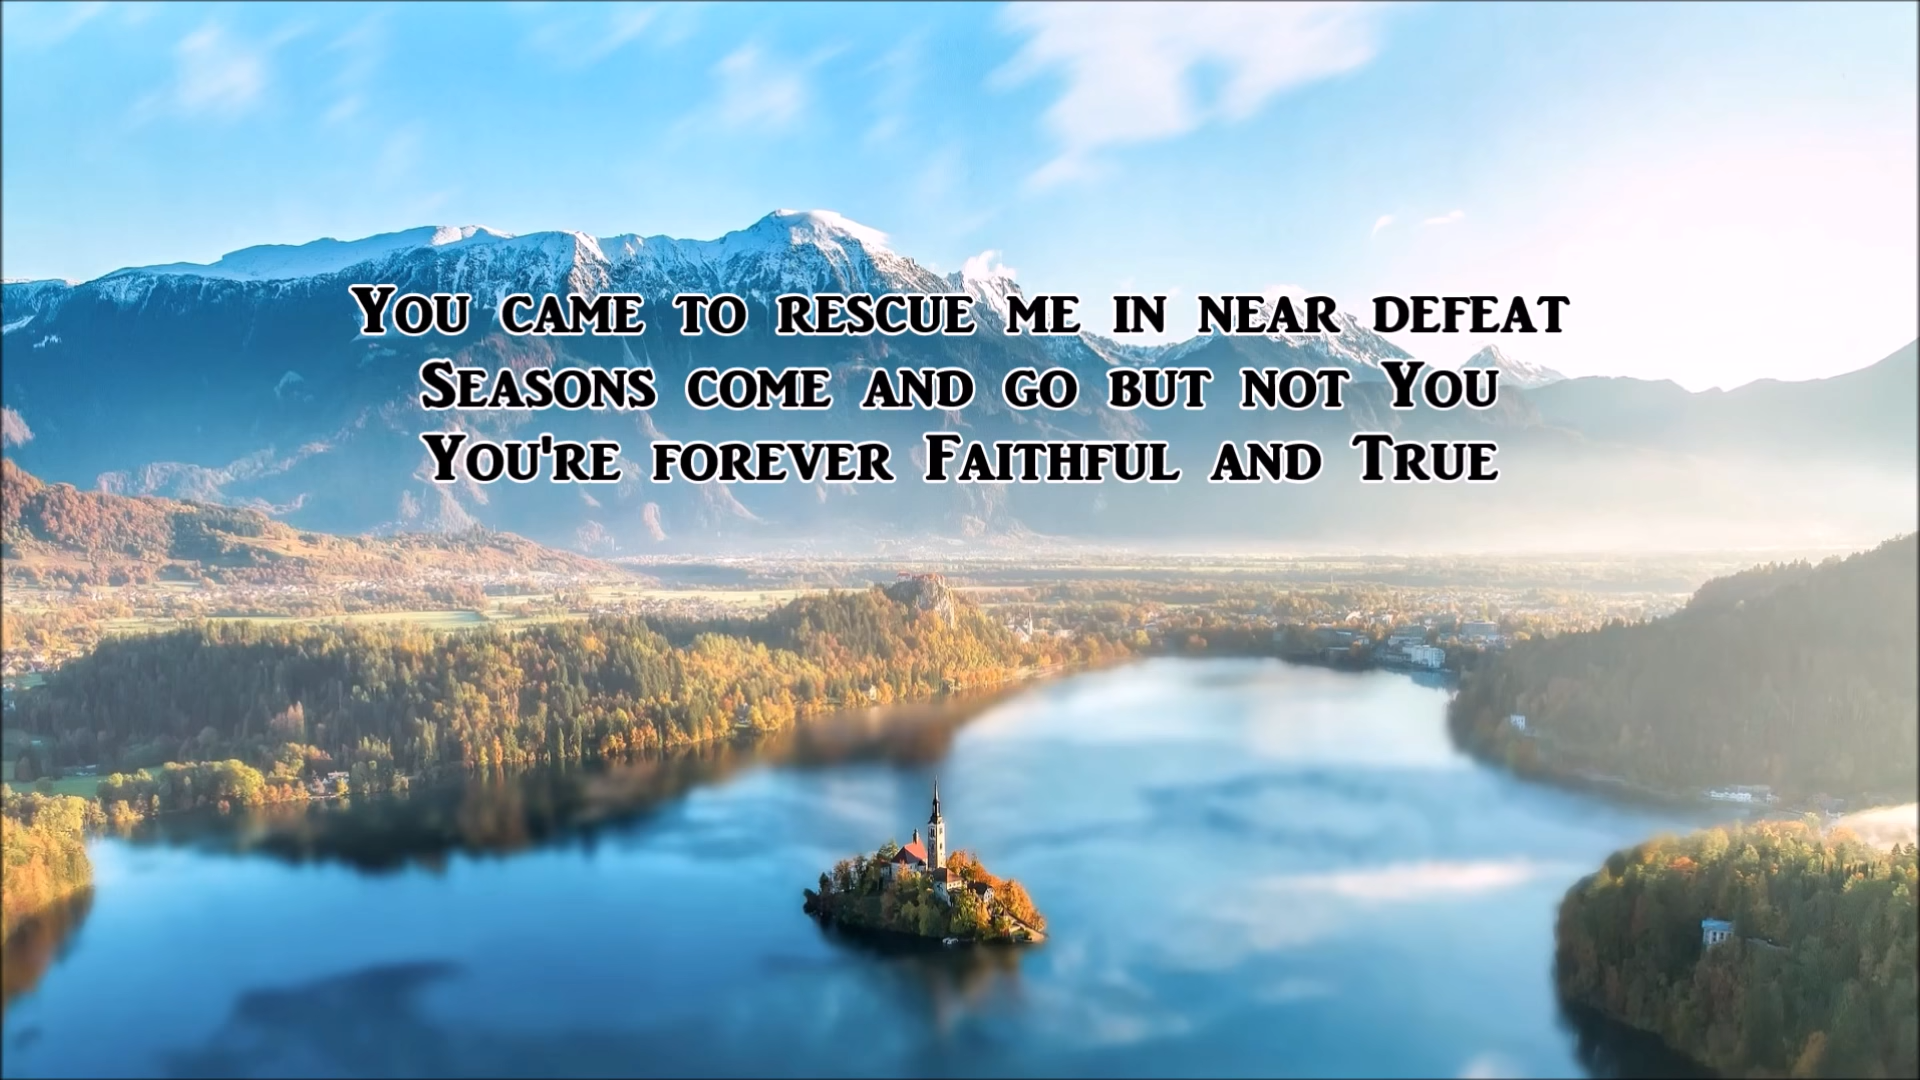 You came to rescue me in near defeat
Seasons come and go but not You
You're forever Faithful and True